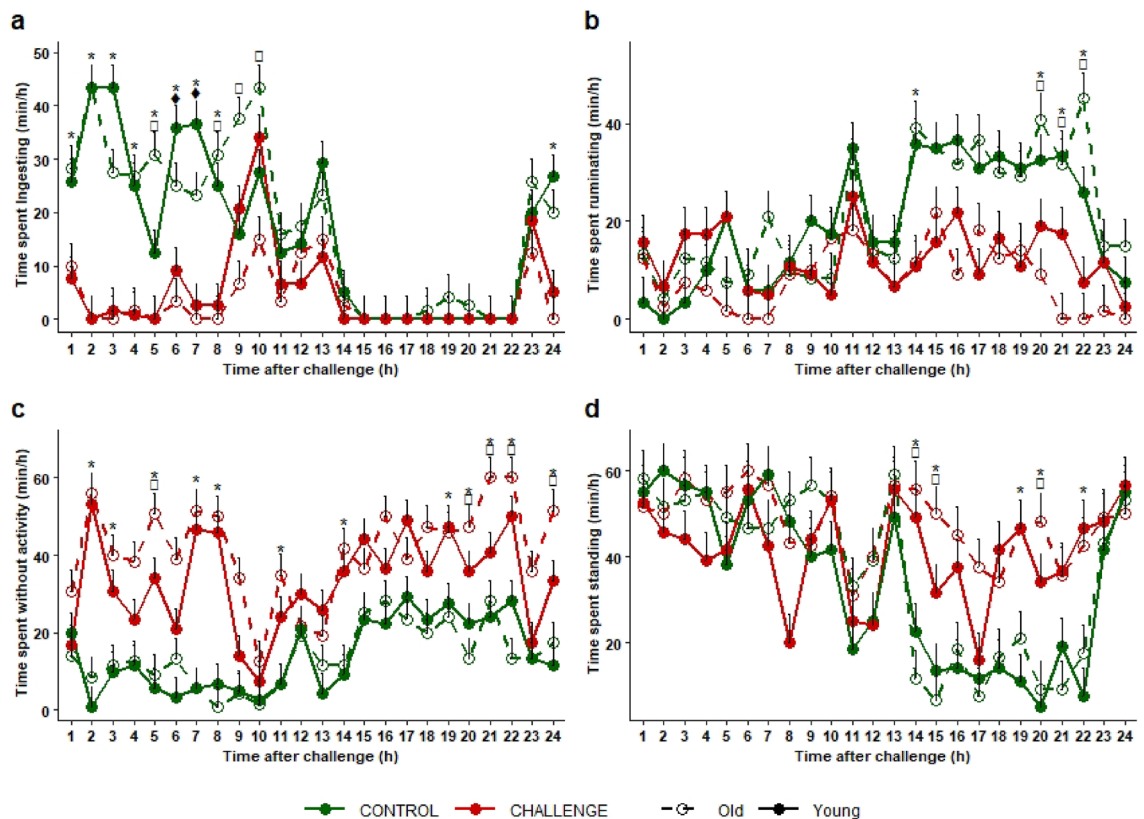 a
Time spent Ingesting (min/h)
50
40
30
20
10
0
* * * * * * * * *
1 2 3 4 5 6 7 8 9 10 11 12 13 14 15 16 17 18 19 20 21 22 23 24
Time after challenge (h)
b
Time spent ruminating (min/h)
40
20
0
* * * *
1 2 3 4 5 6 7 8 9 10 11 12 13 14 15 16 17 18 19 20 21 22 23 24
Time after challenge (h)
c
Time spent without activity (min/h)
60
40
20
0
* * * * * * * * * * * *
1 2 3 4 5 6 7 8 9 10 11 12 13 14 15 16 17 18 19 20 21 22 23 24
Time after challenge (h)
d
Time spent standing (min/h)
60
40
20
* * * * *
1 2 3 4 5 6 7 8 9 10 11 12 13 14 15 16 17 18 19 20 21 22 23 24
Time after challenge (h)
CONTROL CHALLENGE Old Young